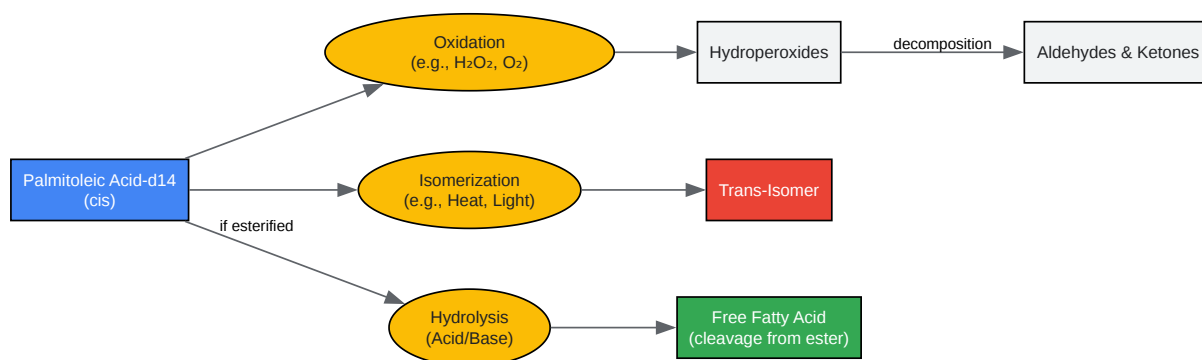 Oxidation
(e.g., H₂O₂, O₂)
Hydroperoxides
decomposition
Aldehydes & Ketones
Palmitoleic Acid-d14
(cis)
Isomerization
(e.g., Heat, Light)
Trans-Isomer
if esterified
Hydrolysis
(Acid/Base)
Free Fatty Acid
(cleavage from ester)